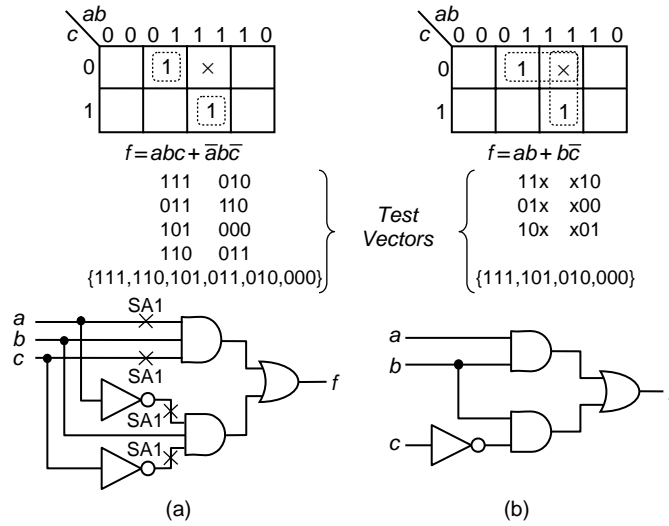 ab
c 0 0 0 1 1 1 1 0
0 1 ×
1 1
f = abc + a̅bc̅
111 010
011 110
101 000
110 011
{111,110,101,011,010,000}
ab
c 0 0 0 1 1 1 1 0
0 1 ×
1 1
f = ab + bc̅
11x x10
01x x00
10x x01
{111,101,010,000}
Test
Vectors
SA1
a
b
c
SA1
SA1
SA1
f
(a)
a
b
c
(b)